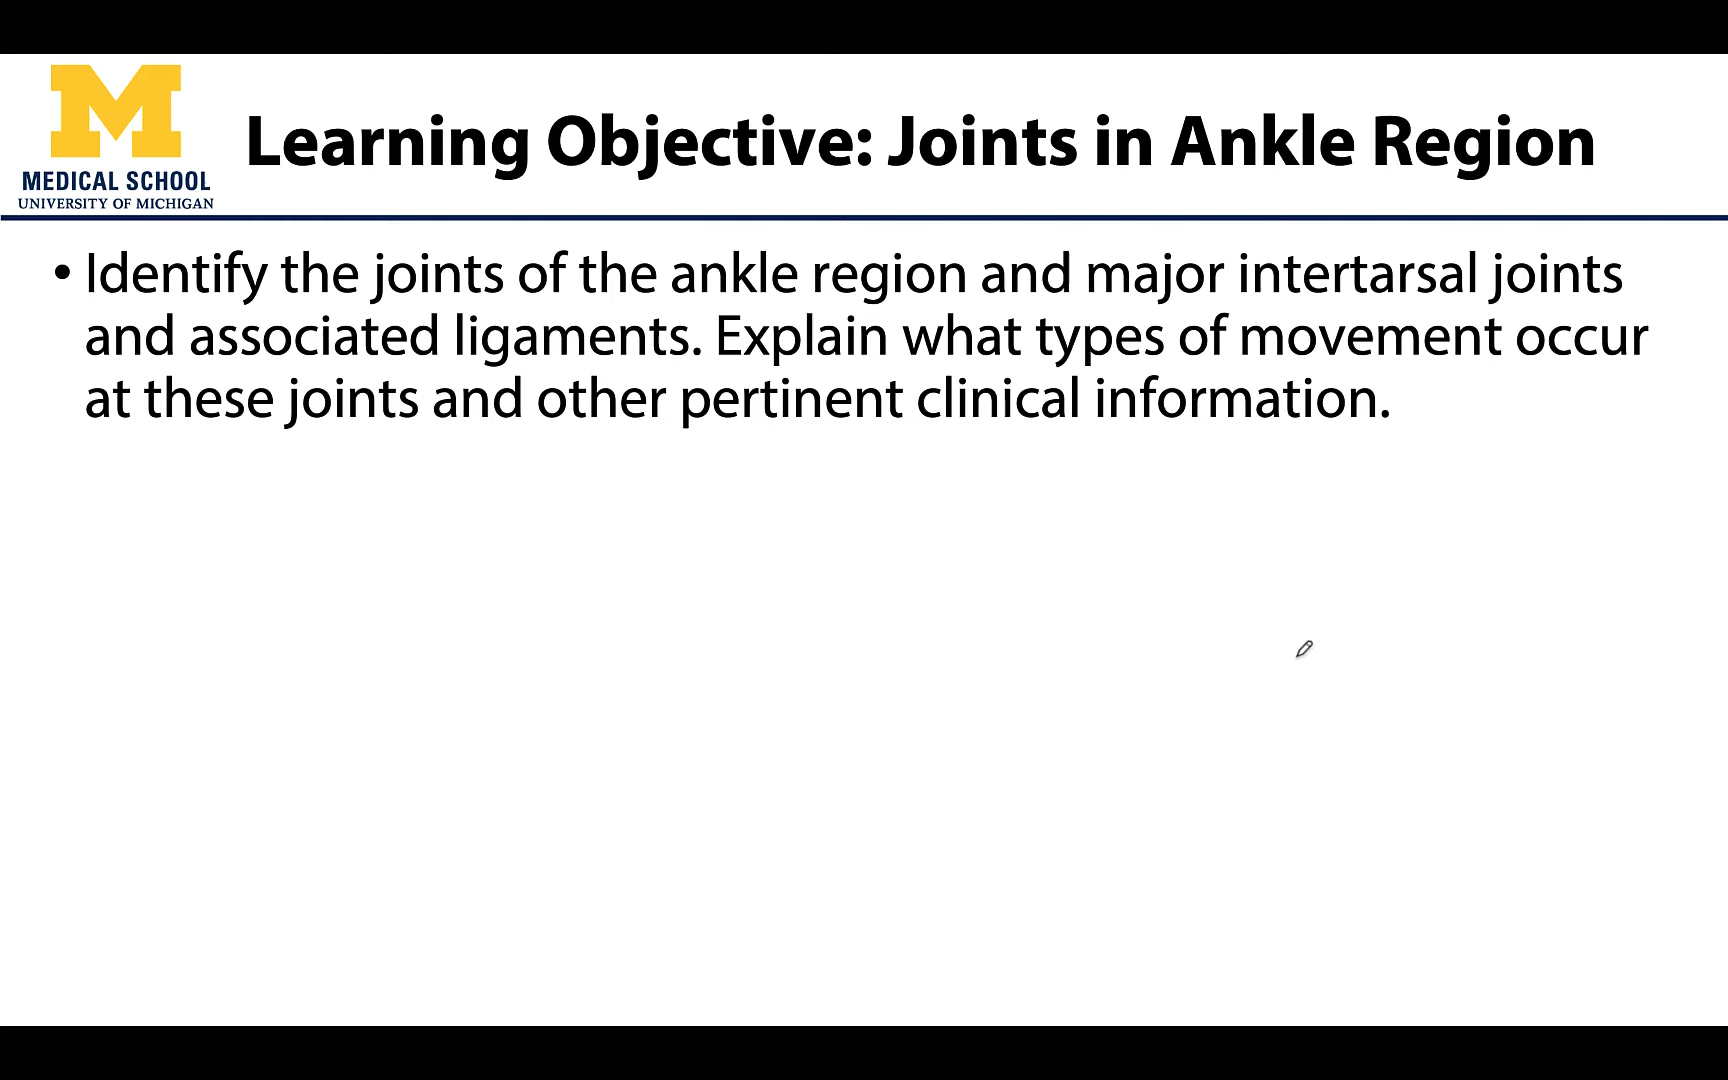 M
MEDICAL SCHOOL
UNIVERSITY OF MICHIGAN
Learning Objective: Joints in Ankle Region
• Identify the joints of the ankle region and major intertarsal joints
and associated ligaments. Explain what types of movement occur
at these joints and other pertinent clinical information.